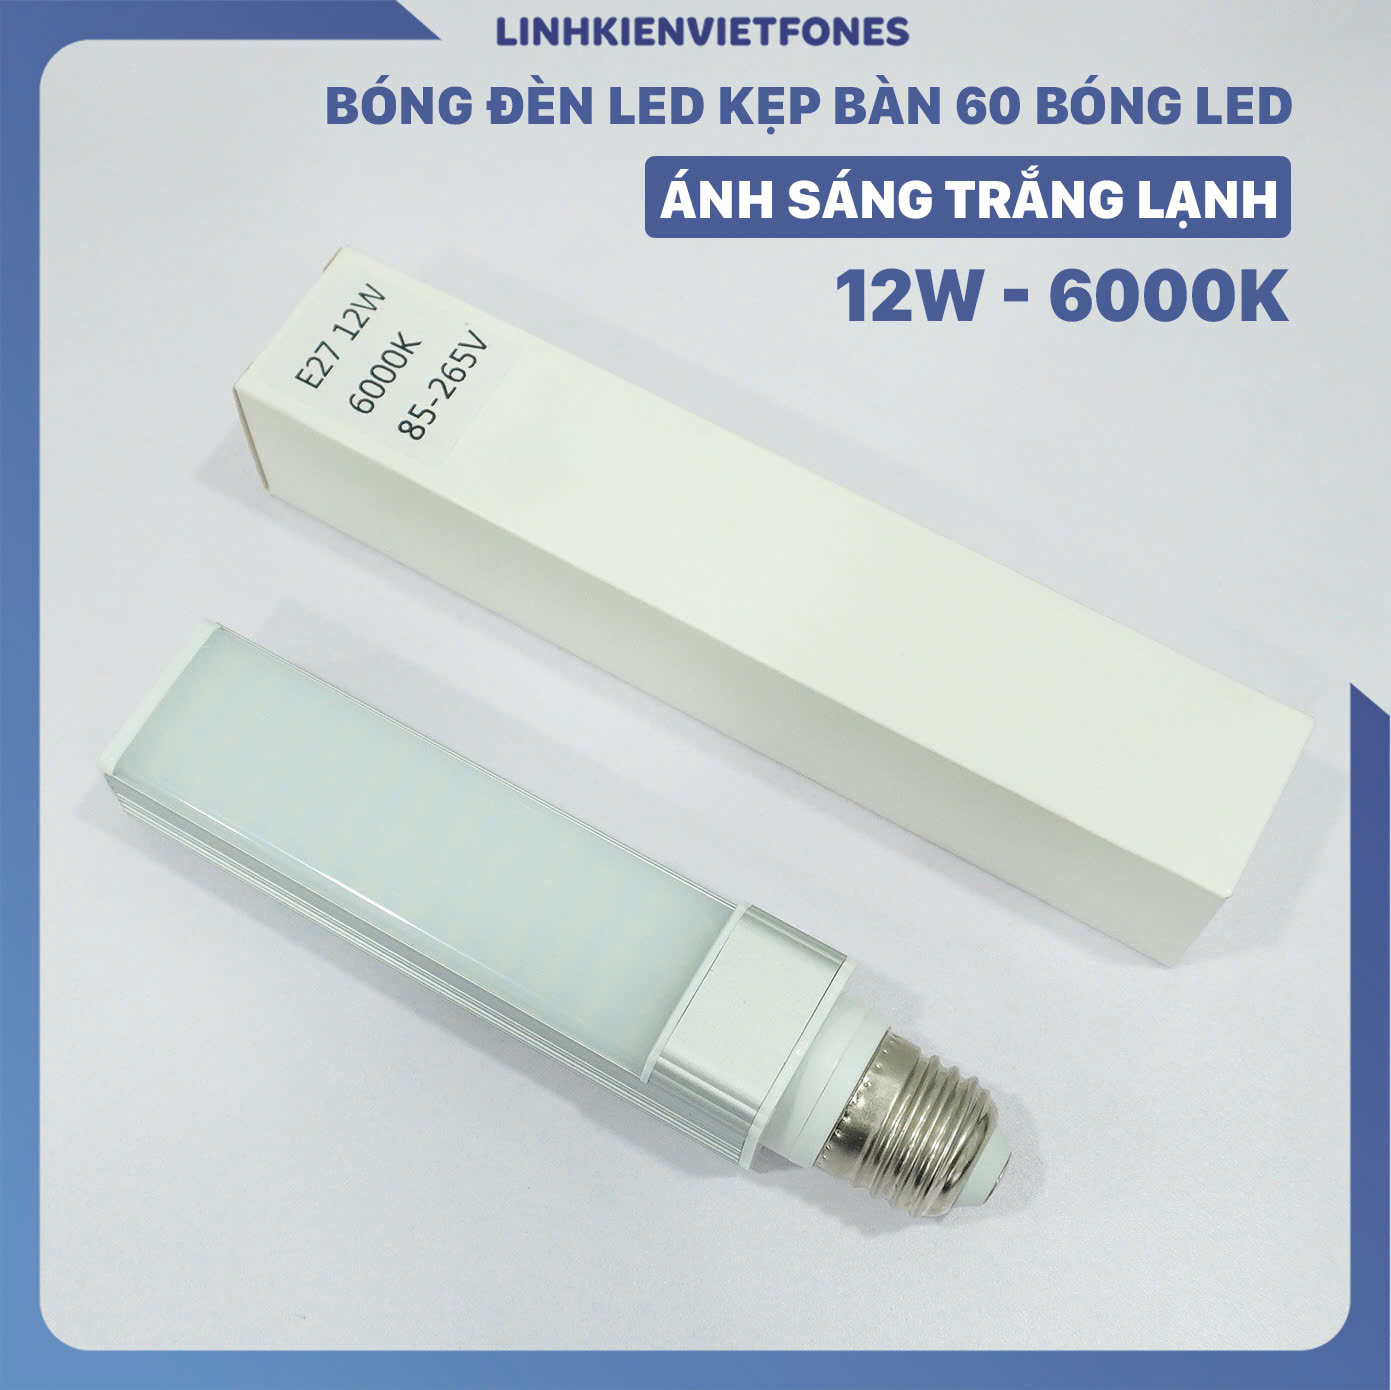 LINHKIENVIETFONES
BÓNG ĐÈN LED KẸP BÀN 60 BÓNG LED
ÁNH SÁNG TRẮNG LẠNH
12W - 6000K
E27 12W
6000K
85-265V